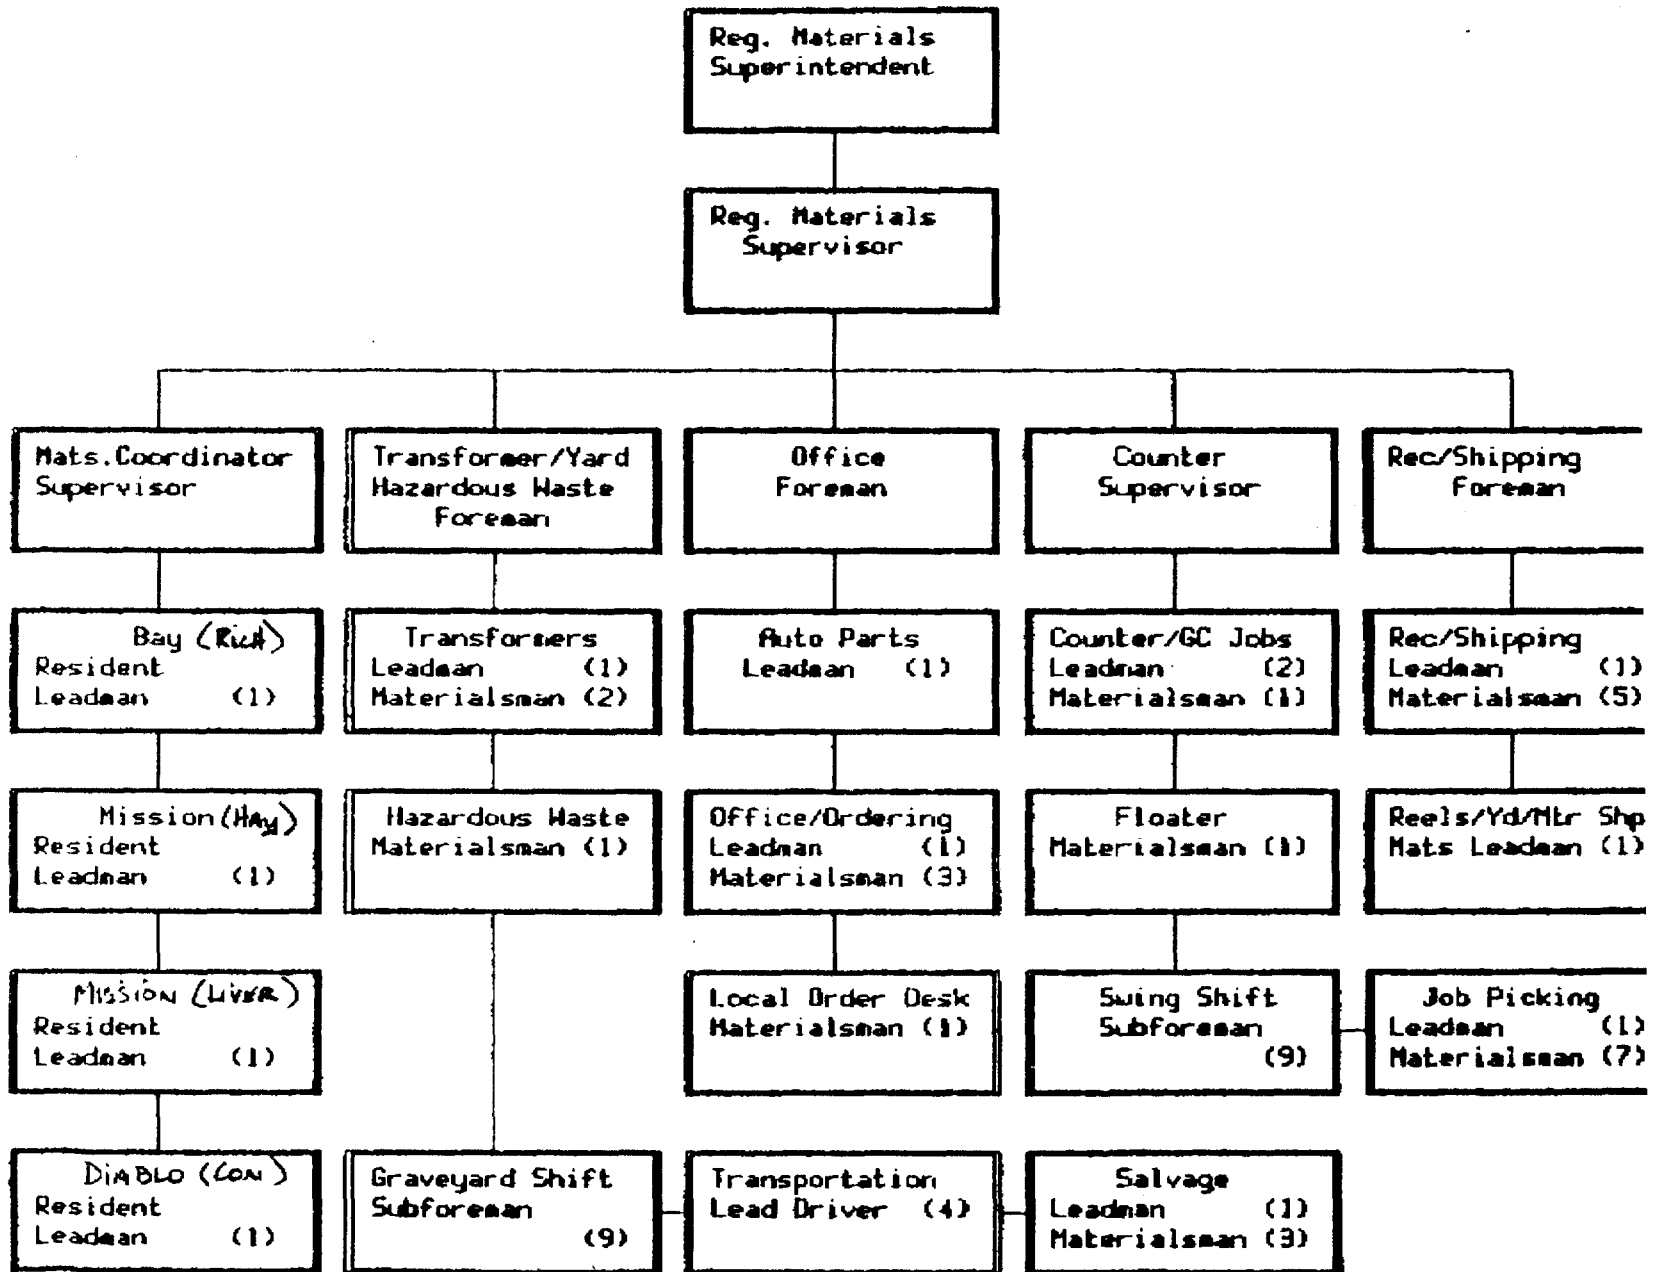 Reg. Materials
Superintendent
Reg. Materials
Supervisor
Mats.Coordinator
Supervisor
Transformer/Yard
Hazardous Waste
Foreman
Office
Foreman
Counter
Supervisor
Rec/Shipping
Foreman
Bay (RicH)
Resident
Leadman (1)
Transformers
Leadman (1)
Materialsman (2)
Auto Parts
Leadman (1)
Counter/GC Jobs
Leadman (2)
Materialsman (1)
Rec/Shipping
Leadman (1)
Materialsman (5)
Mission (HAy)
Resident
Leadman (1)
Hazardous Waste
Materialsman (1)
Office/Ordering
Leadman (1)
Materialsman (3)
Floater
Materialsman (1)
Reels/Yd/Mtr Shp
Mats Leadman (1)
MISSION (LIVER)
Resident
Leadman (1)
Local Order Desk
Materialsman (1)
Swing Shift
Subforeman
(9)
Job Picking
Leadman (1)
Materialsman (7)
DiABLO (CON)
Resident
Leadman (1)
Graveyard Shift
Subforeman
(9)
Transportation
Lead Driver (4)
Salvage
Leadman (1)
Materialsman (3)